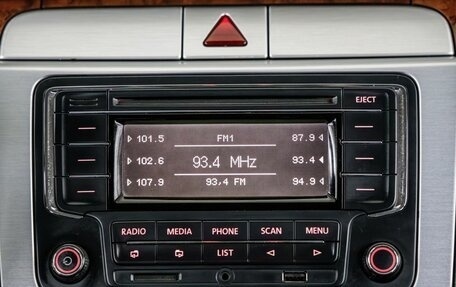 EJECT
101.5 FM1 87.9
102.6 93.4 MHz 93.4
107.9 93,4 FM 94.9
RADIO MEDIA PHONE SCAN MENU
LIST